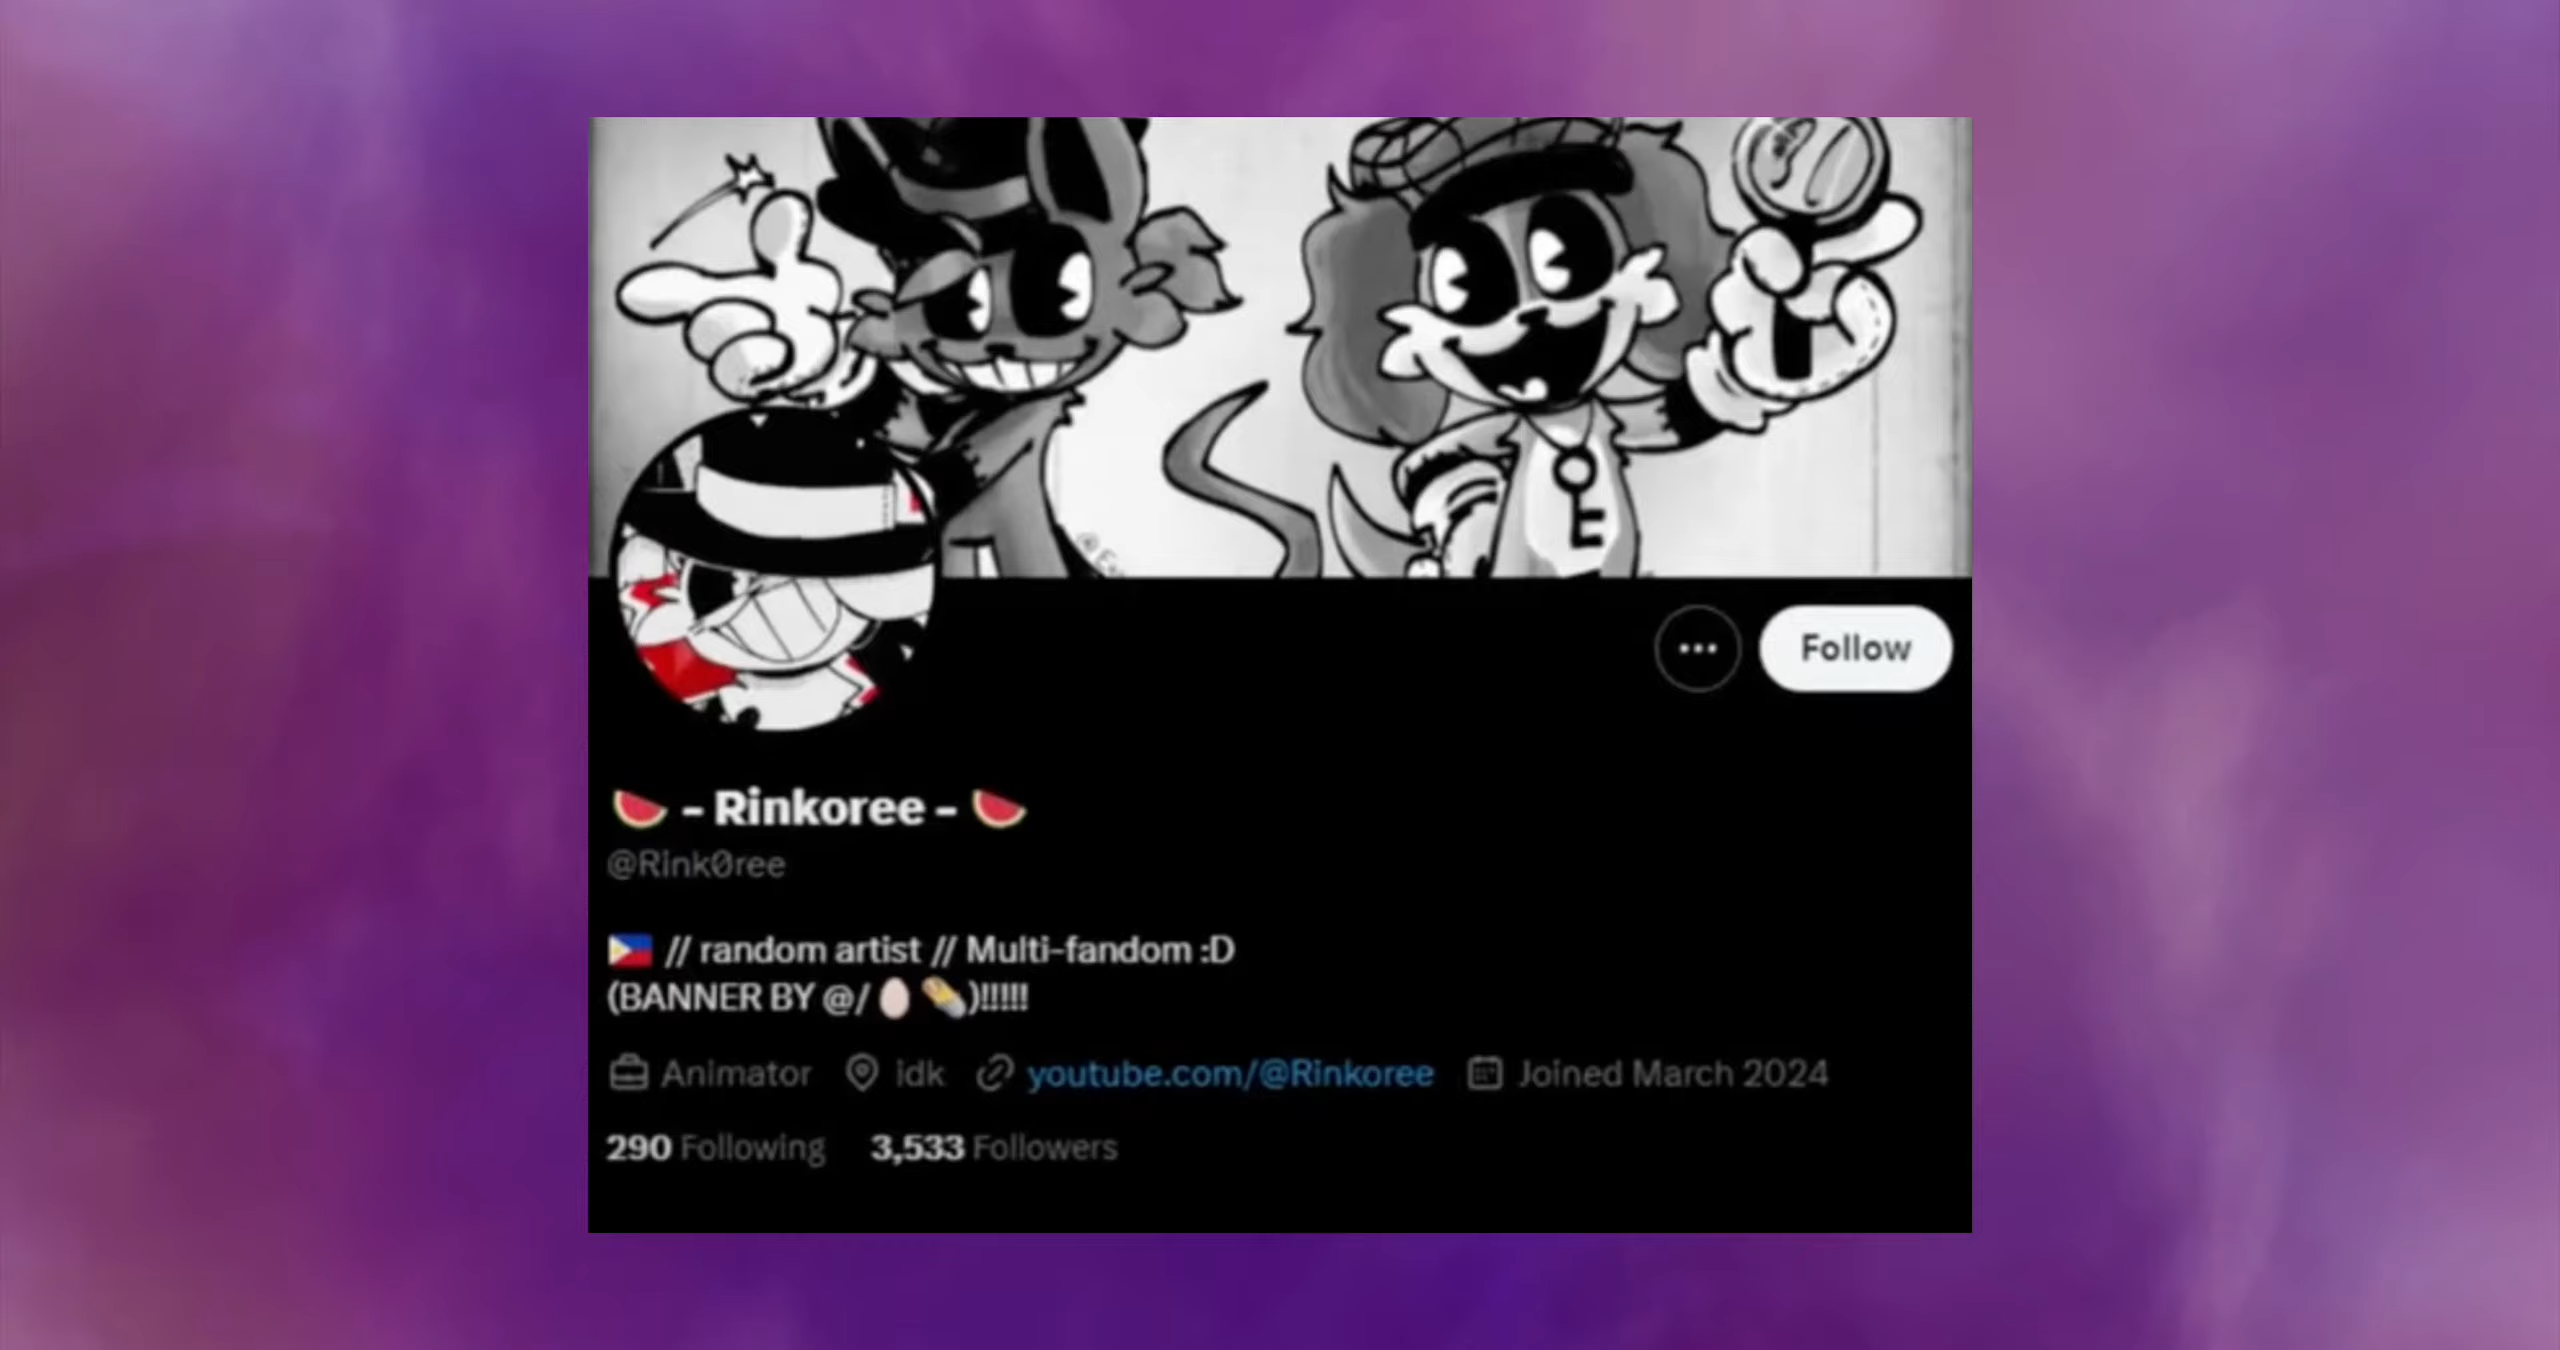 Follow
🍉 - Rinkoree - 🍉
@Rink0ree
🇵🇭 // random artist // Multi-fandom :D
(BANNER BY @/🥚🌯)!!!!!
Animator idk youtube.com/@Rinkoree Joined March 2024
290 Following 3,533 Followers